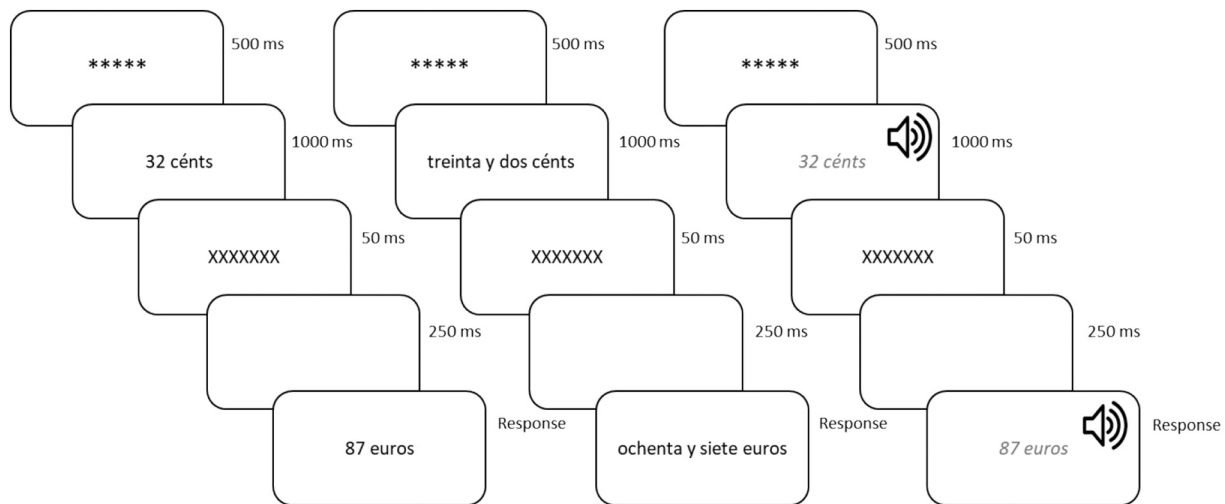 *****
500 ms
*****
500 ms
*****
500 ms
32 cénts
1000 ms
treinta y dos cénts
1000 ms
32 cénts
1000 ms
XXXXXXX
50 ms
XXXXXXX
50 ms
XXXXXXX
50 ms
250 ms
250 ms
250 ms
87 euros
Response
ochenta y siete euros
Response
87 euros
Response